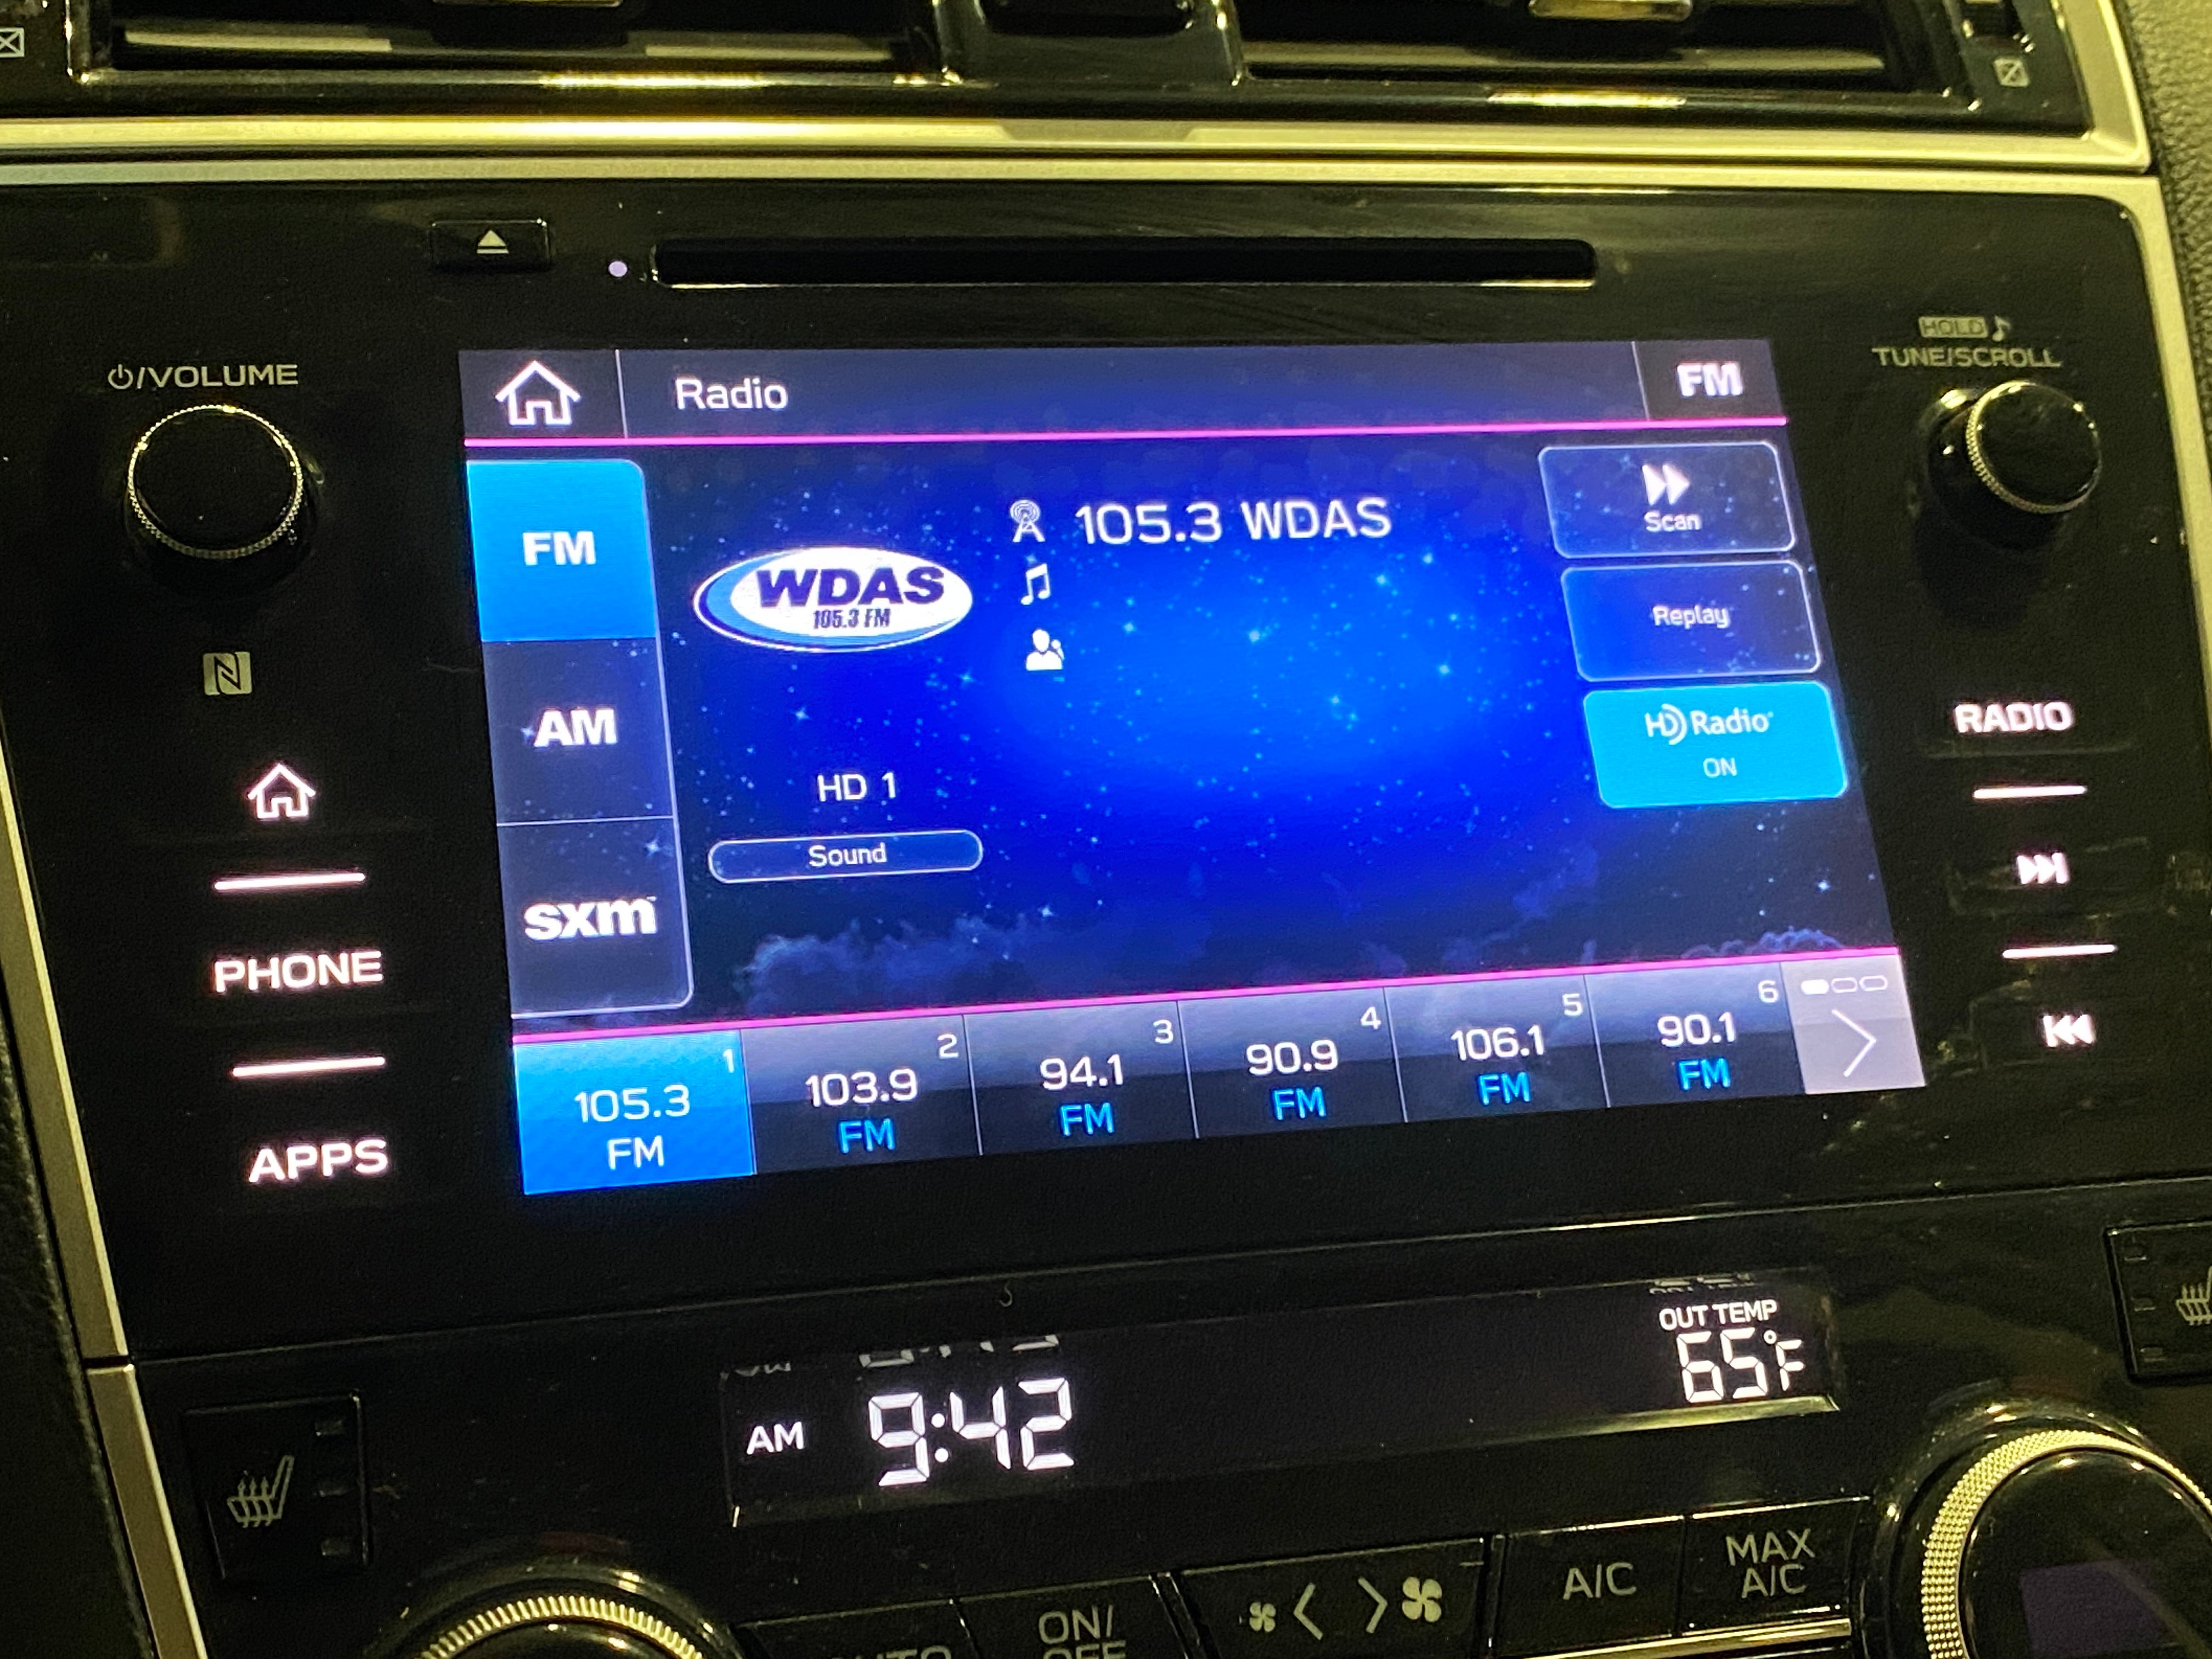 HOLD
/VOLUME
TUNE/SCROLL
Radio
FM
FM
AM
sxm
WDAS
105.3 FM
105.3 WDAS
HD 1
Sound
Scan
Replay
HD Radio
ON
PHONE
APPS
RADIO
1
105.3
FM
2
103.9
FM
3
94.1
FM
4
90.9
FM
5
106.1
FM
6
90.1
FM
AM 9:42
OUT TEMP
65°F
ON/
OFF
A/C
MAX
A/C